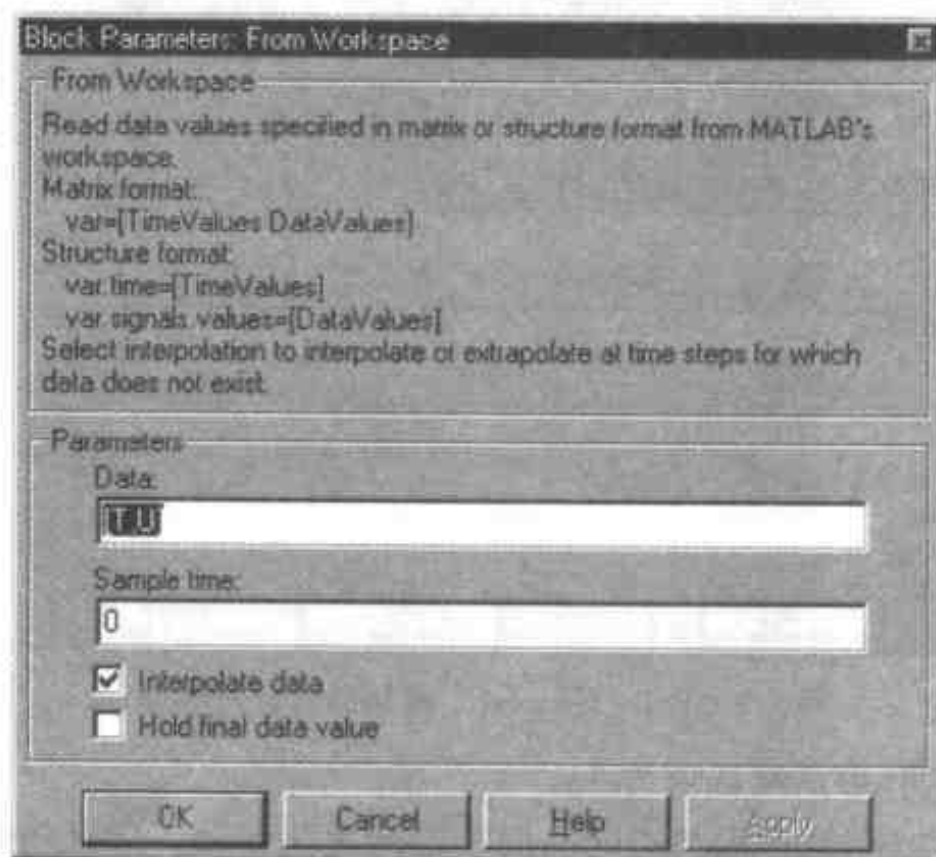 Block Parameters: From Workspace
From Workspace
Read data values specified in matrix or structure format from MATLAB's
workspace.
Matrix format:
var=[TimeValues DataValues]
Structure format:
var.time=[TimeValues]
var.signals.values=[DataValues]
Select interpolation to interpolate or extrapolate at time steps for which
data does not exist.
Parameters
Data:
[T,U]
Sample time:
0
Interpolate data
Hold final data value
OK
Cancel
Help
Apply